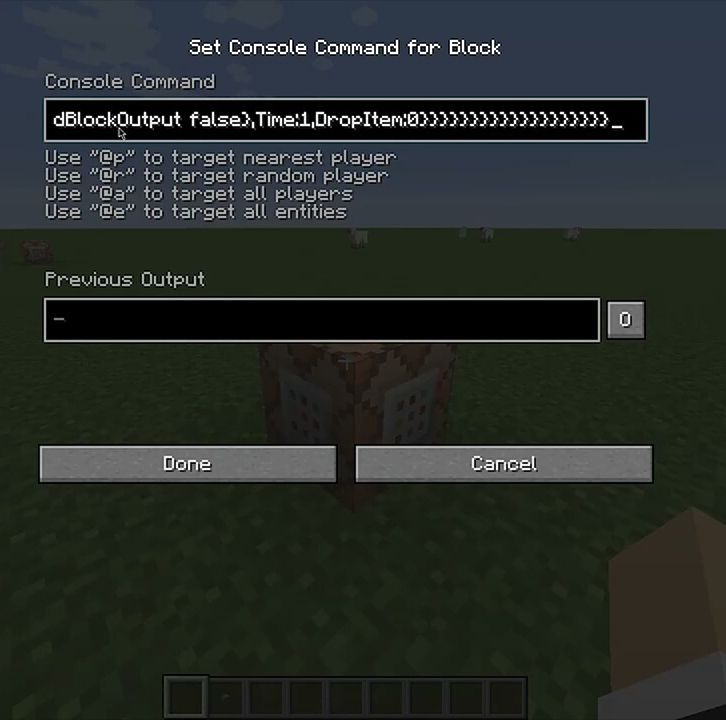 Set Console Command for Block
Console Command
dBlockOutput false},Time:1,DropItem:0}}}}}}}}}}}}}}}}}}}_
Use "@p" to target nearest player
Use "@r" to target random player
Use "@a" to target all players
Use "@e" to target all entities
Previous Output
-
O
Done
Cancel